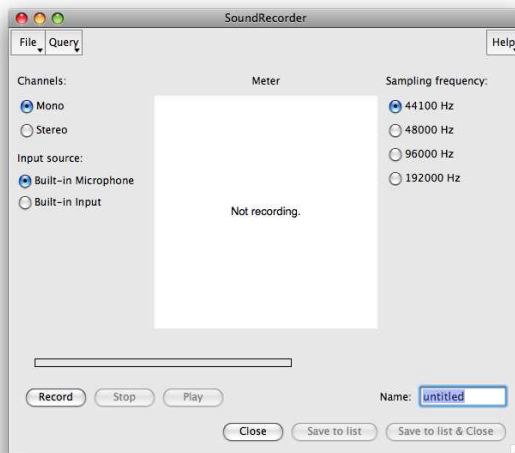 SoundRecorder
File Query Help
Channels:
Mono
Stereo
Input source:
Built-in Microphone
Built-in Input
Meter
Not recording.
Sampling frequency:
44100 Hz
48000 Hz
96000 Hz
192000 Hz
Record Stop Play Name: untitled
Close Save to list Save to list & Close